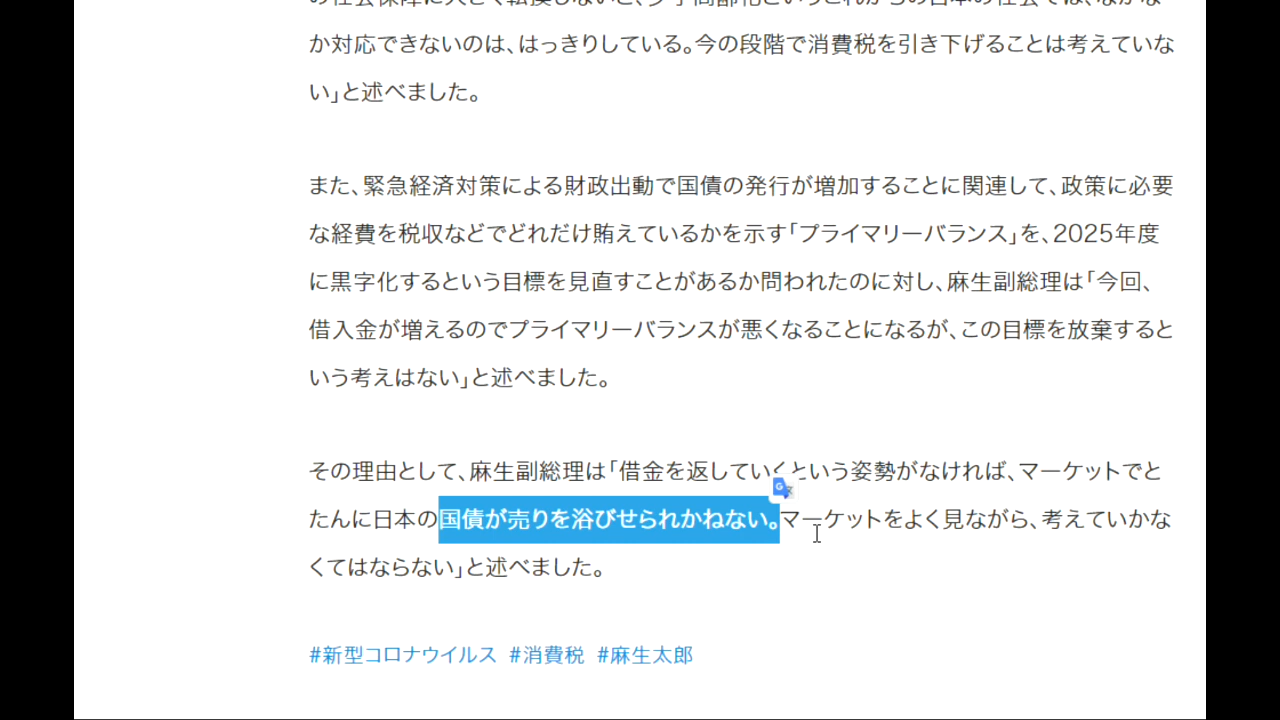 か対応できないのは、はっきりしている。今の段階で消費税を引き下げることは考えていな
い」と述べました。
また、緊急経済対策による財政出動で国債の発行が増加することに関連して、政策に必要
な経費を税収などでどれだけ賄えているかを示す「プライマリーバランス」を、2025年度
に黒字化するという目標を見直すことがあるか問われたのに対し、麻生副総理は「今回、
借入金が増えるのでプライマリーバランスが悪くなることになるが、この目標を放棄すると
いう考えはない」と述べました。
その理由として、麻生副総理は「借金を返していくという姿勢がなければ、マーケットでと
たんに日本の国債が売りを浴びせられかねない。マーケットをよく見ながら、考えていかな
くてはならない」と述べました。
#新型コロナウイルス #消費税 #麻生太郎